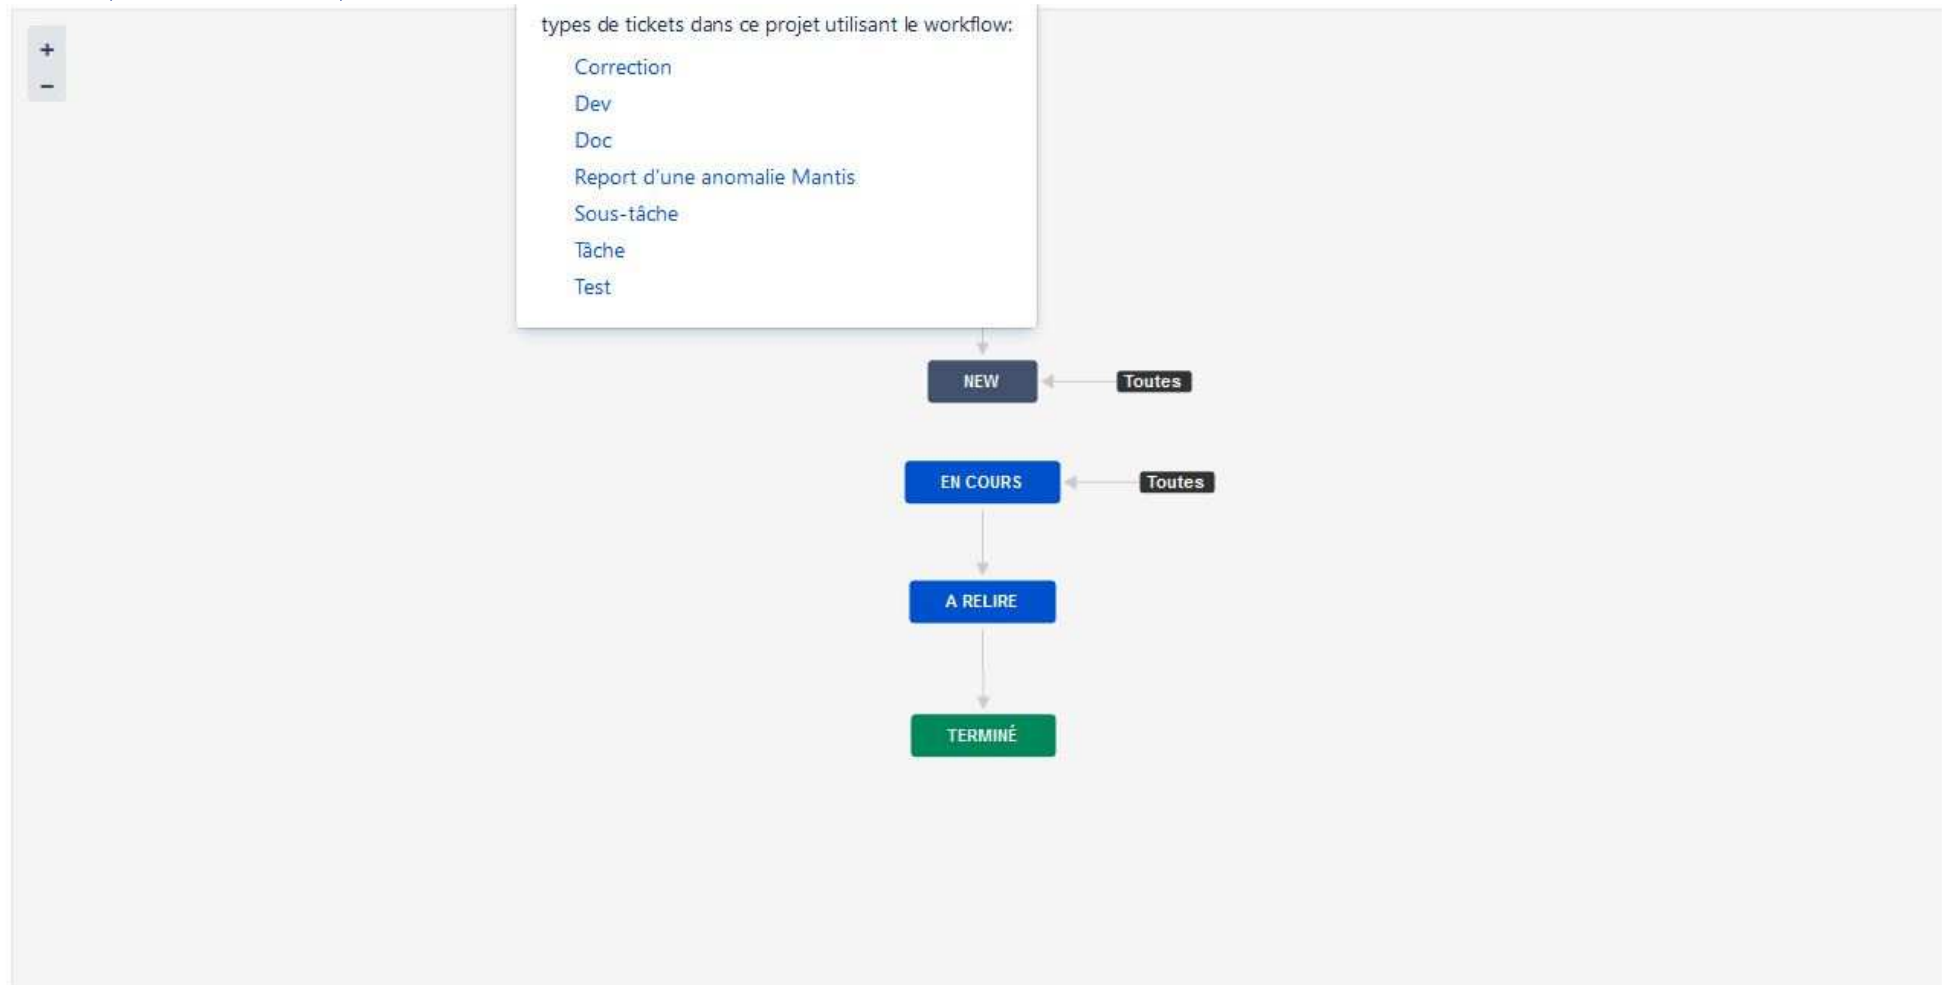 types de tickets dans ce projet utilisant le workflow:
+
−
Correction
Dev
Doc
Report d'une anomalie Mantis
Sous-tâche
Tâche
Test
NEW
Toutes
EN COURS
Toutes
A RELIRE
TERMINÉ